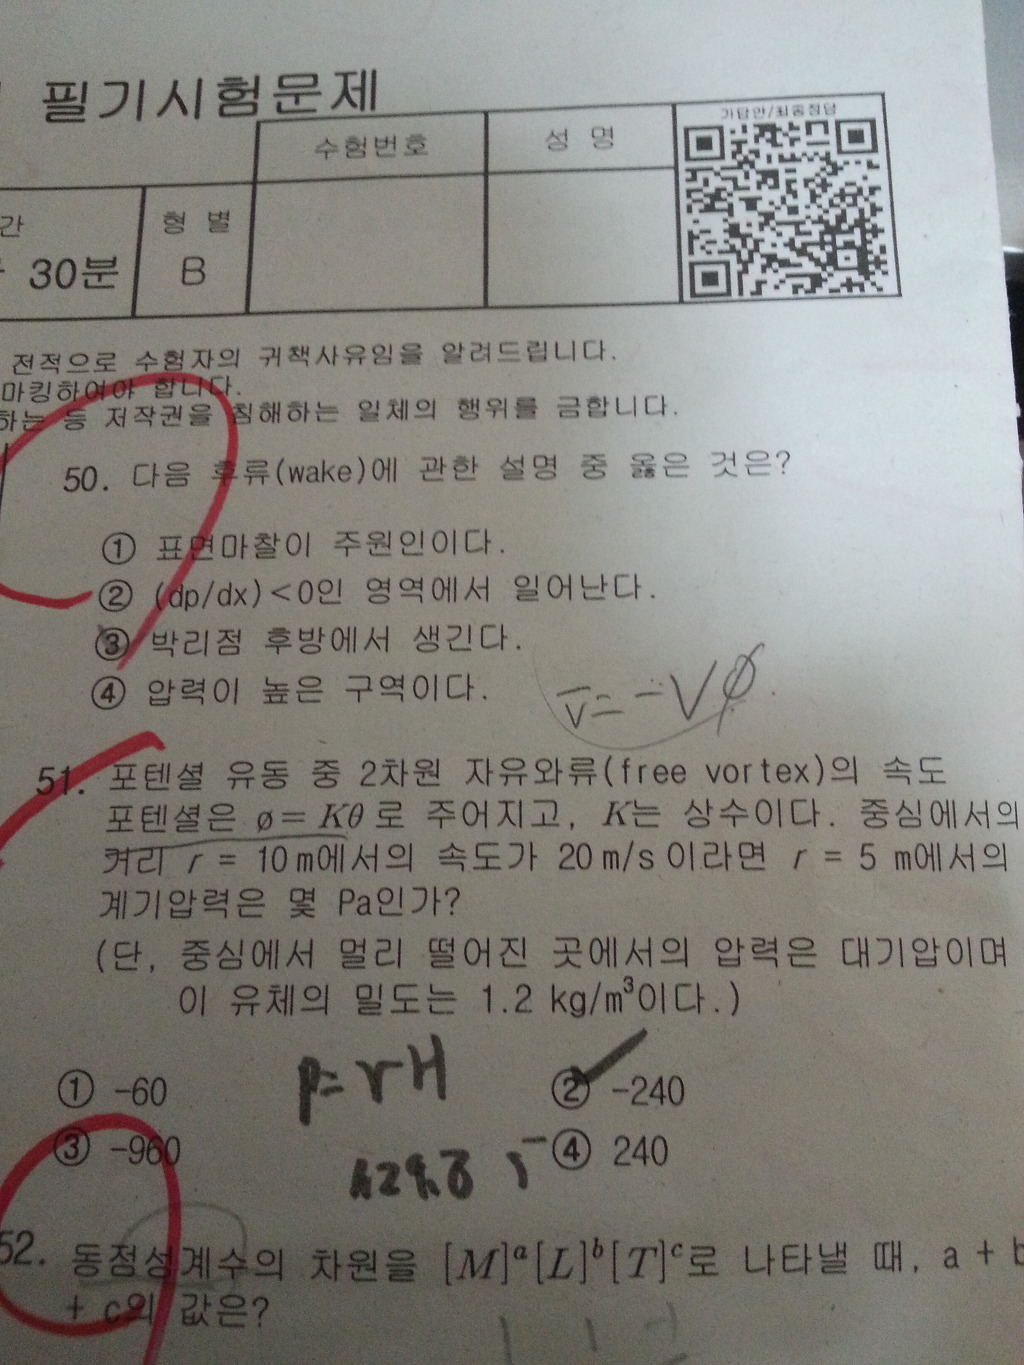 필기시험문제
수험번호
성 명
가답안/최종정답
간
형 별
30분
B
전적으로 수험자의 귀책사유임을 알려드립니다.
마킹하여야 합니다.
하는 등 저작권을 침해하는 일체의 행위를 금합니다.
50. 다음 후류(wake)에 관한 설명 중 옳은 것은?
① 표면마찰이 주원인이다.
② (dp/dx)<0인 영역에서 일어난다.
③ 박리점 후방에서 생긴다.
④ 압력이 높은 구역이다.
V=-∇ø.
51. 포텐셜 유동 중 2차원 자유와류(free vortex)의 속도
포텐셜은 ø= Kθ로 주어지고, K는 상수이다. 중심에서의
거리 r = 10m에서의 속도가 20m/s이라면 r = 5 m에서의
계기압력은 몇 Pa인가?
(단, 중심에서 멀리 떨어진 곳에서의 압력은 대기압이며
이 유체의 밀도는 1.2 kg/m³이다.)
p=rH
① -60
② -240
③ -960
④ 240
52. 동점성계수의 차원을 [M]ᵃ[L]ᵇ[T]ᶜ로 나타낼 때, a + b
+ c의 값은?